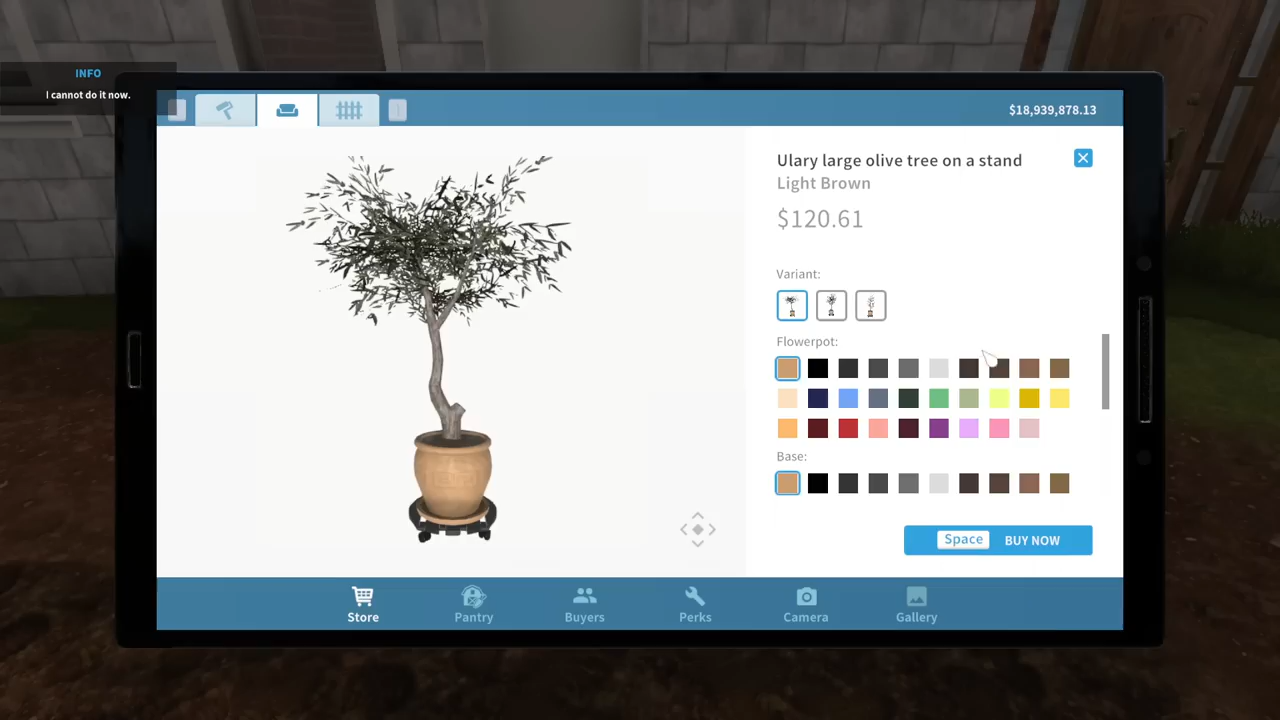 INFO
I cannot do it now.
$18,939,878.13
Ulary large olive tree on a stand
Light Brown
$120.61
Variant:
Flowerpot:
Base:
Space BUY NOW
Store Pantry Buyers Perks Camera Gallery